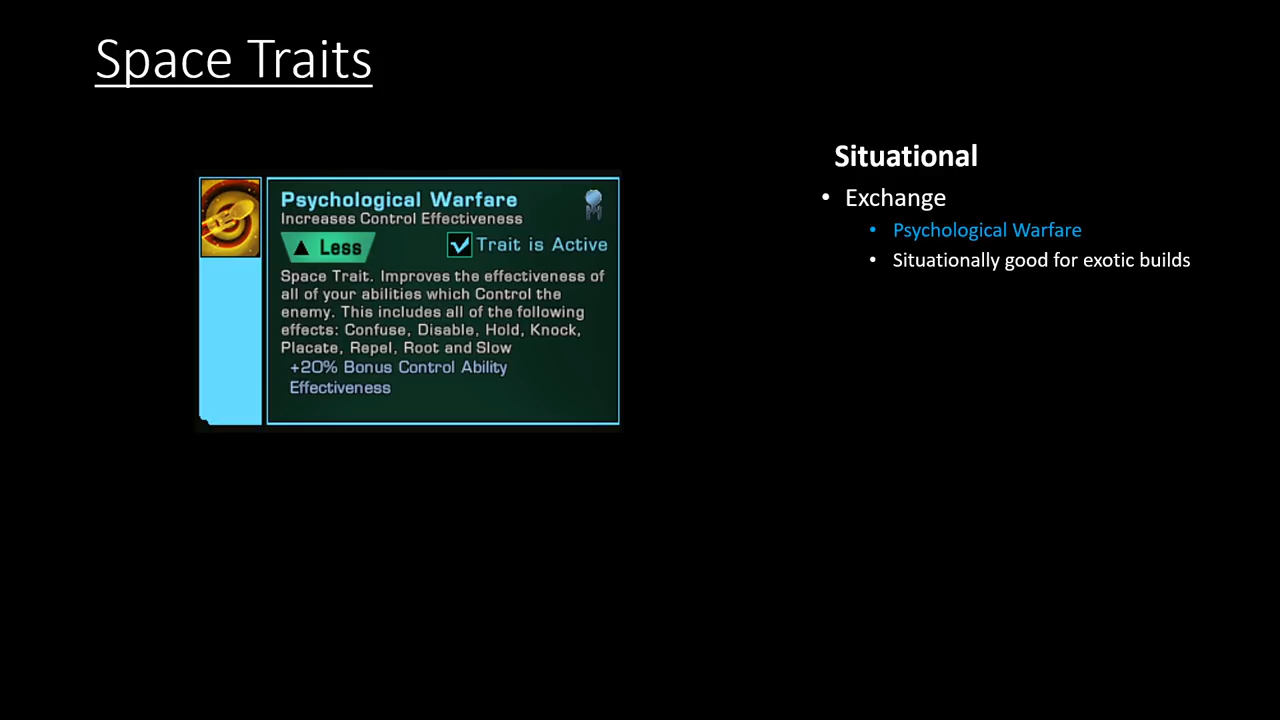 Space Traits
Psychological Warfare
Increases Control Effectiveness
Less
Trait is Active
Space Trait. Improves the effectiveness of
all of your abilities which Control the
enemy. This includes all of the following
effects: Confuse, Disable, Hold, Knock,
Placate, Repel, Root and Slow
+20% Bonus Control Ability
Effectiveness
Situational
• Exchange
• Psychological Warfare
• Situationally good for exotic builds